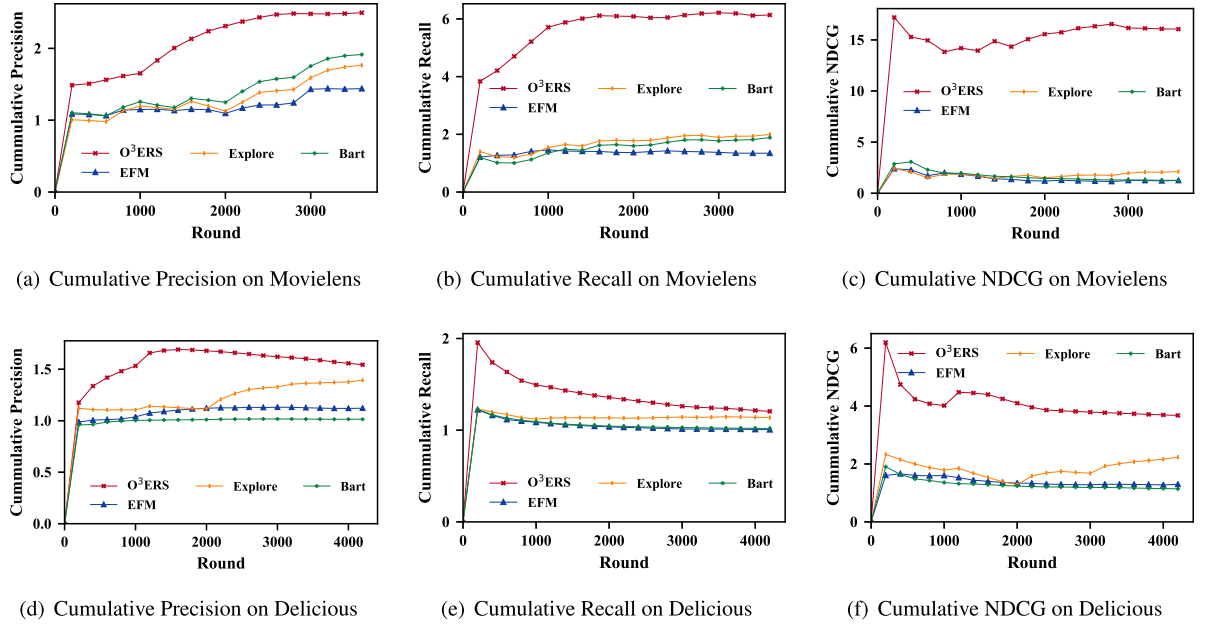 Cummulative Precision
2
1
0
O³ERS Explore Bart
EFM
0 1000 2000 3000
Round
(a) Cumulative Precision on Movielens
Cummulative Recall
6
4
2
0
O³ERS Explore Bart
EFM
0 1000 2000 3000
Round
(b) Cumulative Recall on Movielens
Cummulative NDCG
15
10
5
0
O³ERS Explore Bart
EFM
0 1000 2000 3000
Round
(c) Cumulative NDCG on Movielens
Cummulative Precision
1.5
1.0
0.5
0.0
O³ERS Explore Bart
EFM
0 1000 2000 3000 4000
Round
(d) Cumulative Precision on Delicious
Cummulative Recall
2
1
0
O³ERS Explore Bart
EFM
0 1000 2000 3000 4000
Round
(e) Cumulative Recall on Delicious
Cummulative NDCG
6
4
2
0
O³ERS Explore Bart
EFM
0 1000 2000 3000 4000
Round
(f) Cumulative NDCG on Delicious